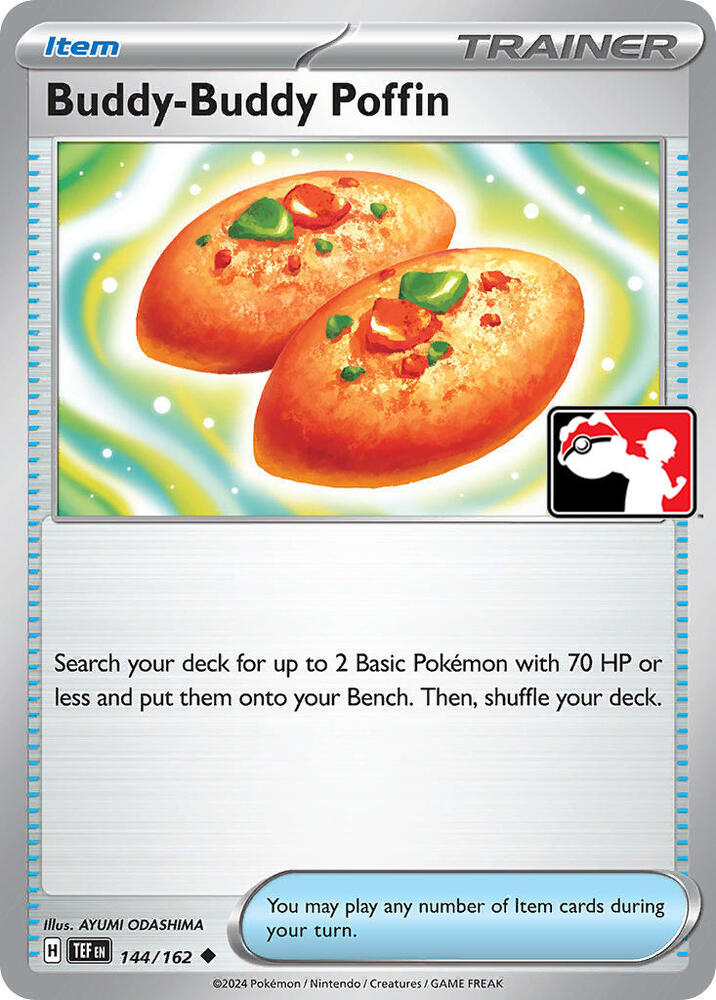 Item
TRAINER
Buddy-Buddy Poffin
Search your deck for up to 2 Basic Pokémon with 70 HP or
less and put them onto your Bench. Then, shuffle your deck.
You may play any number of Item cards during
your turn.
Illus. AYUMI ODASHIMA
H TEF EN 144/162
©2024 Pokémon / Nintendo / Creatures / GAME FREAK